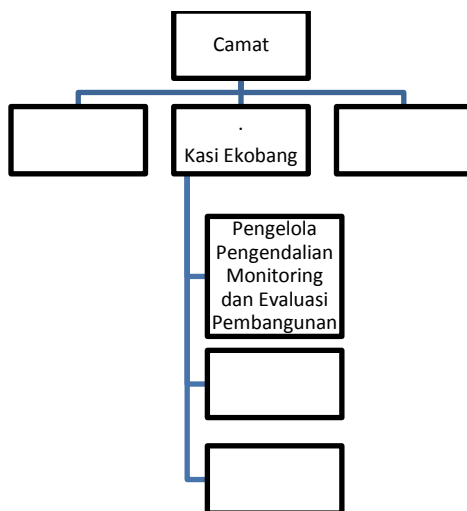 Camat
.
Kasi Ekobang
Pengelola
Pengendalian
Monitoring
dan Evaluasi
Pembangunan